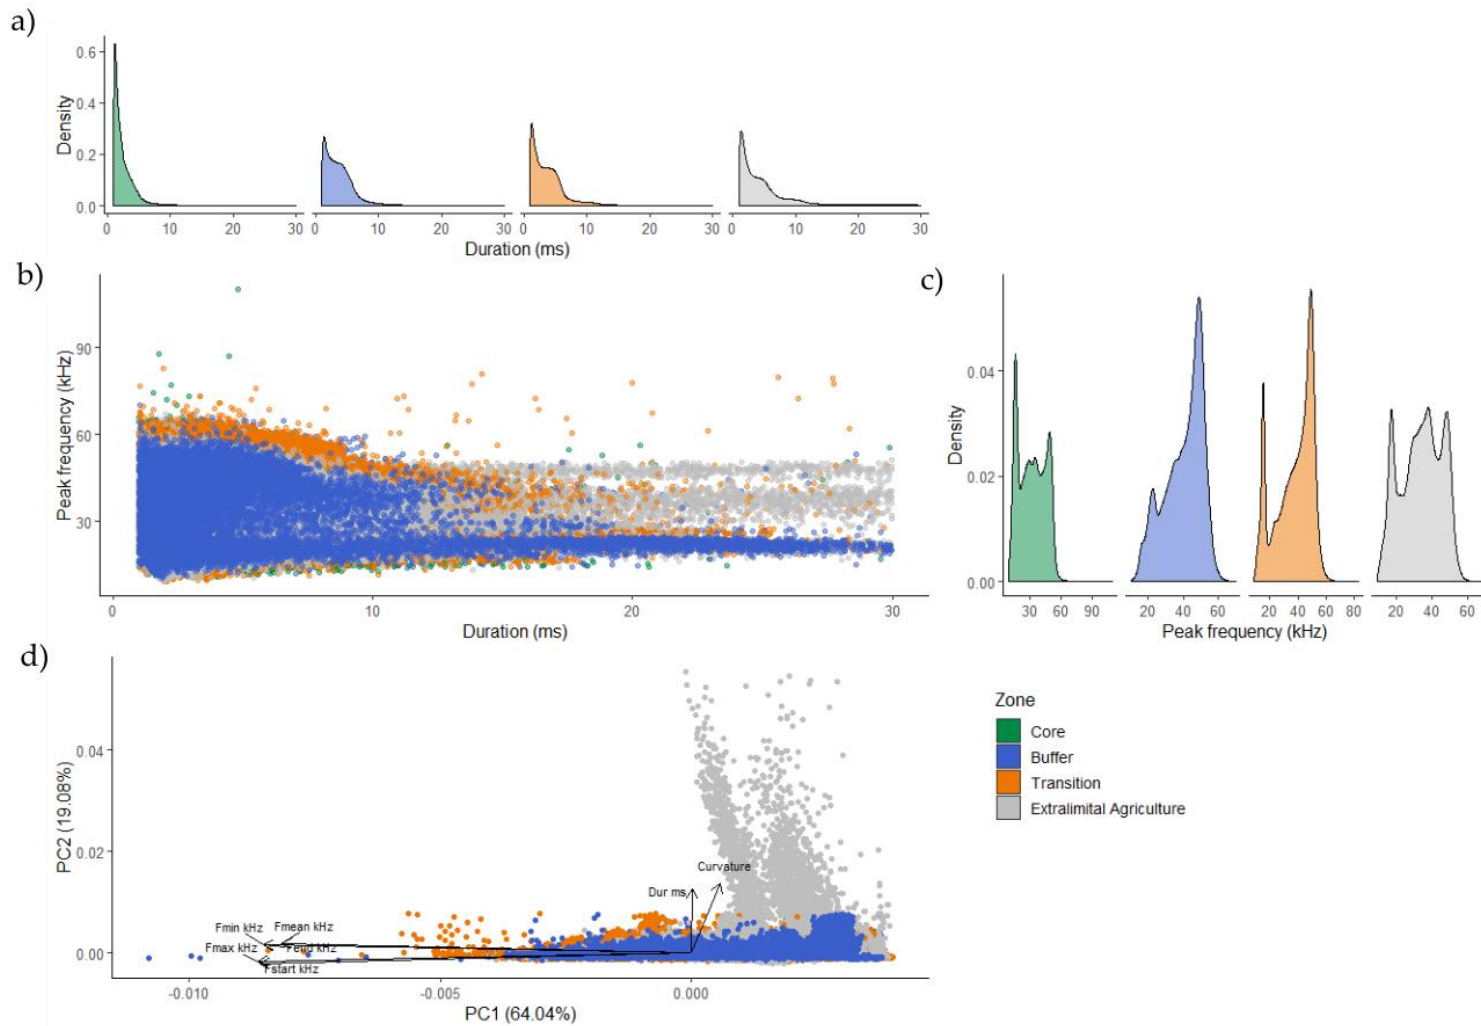 a)
Density
0.6
0.4
0.2
0.0
0 10 20 30 0 10 20 30 0 10 20 30 0 10 20 30
Duration (ms)
b)
Peak frequency (kHz)
90
60
30
0 10 20 30
Duration (ms)
c)
Density
0.04
0.02
0.00
30 60 90 20 40 60 20 40 60 80 20 40 60
Peak frequency (kHz)
d)
PC2 (19.08%)
0.04
0.02
0.00
Curvature
Dur ms
Fmin kHz
Fmean kHz
Fmax kHz
Fend kHz
Fstart kHz
-0.010 -0.005 0.000
PC1 (64.04%)
Zone
Core
Buffer
Transition
Extralimital Agriculture